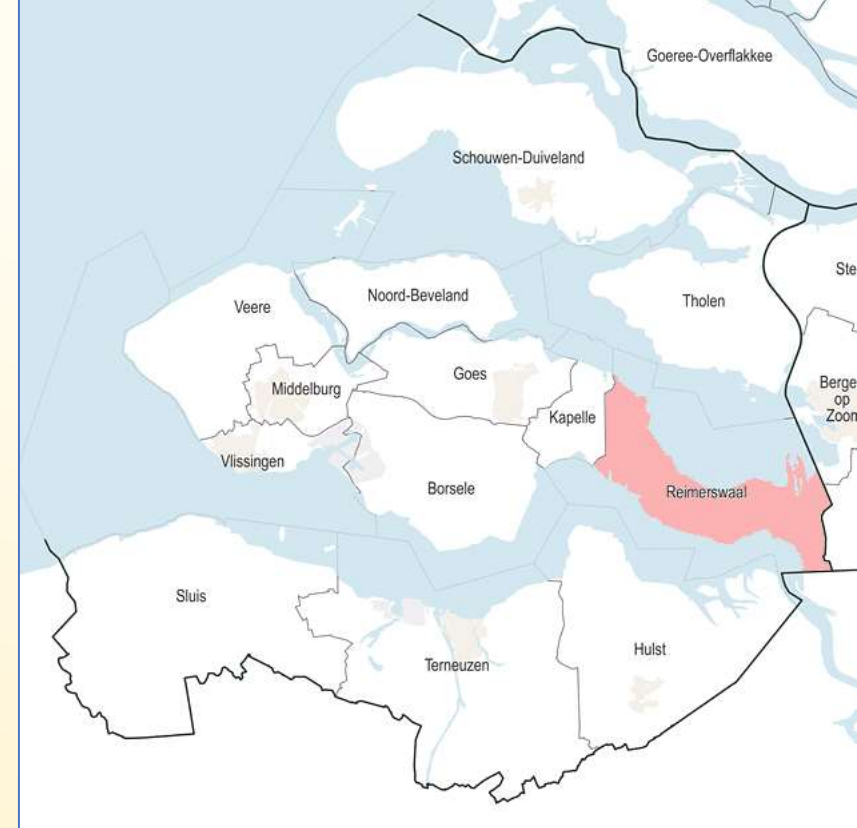 Goeree-Overflakkee
Schouwen-Duiveland
Ste
Noord-Beveland
Veere
Tholen
Goes
Middelburg
Berge
op
Zoom
Kapelle
Vlissingen
Borsele
Reimerswaal
Sluis
Hulst
Terneuzen